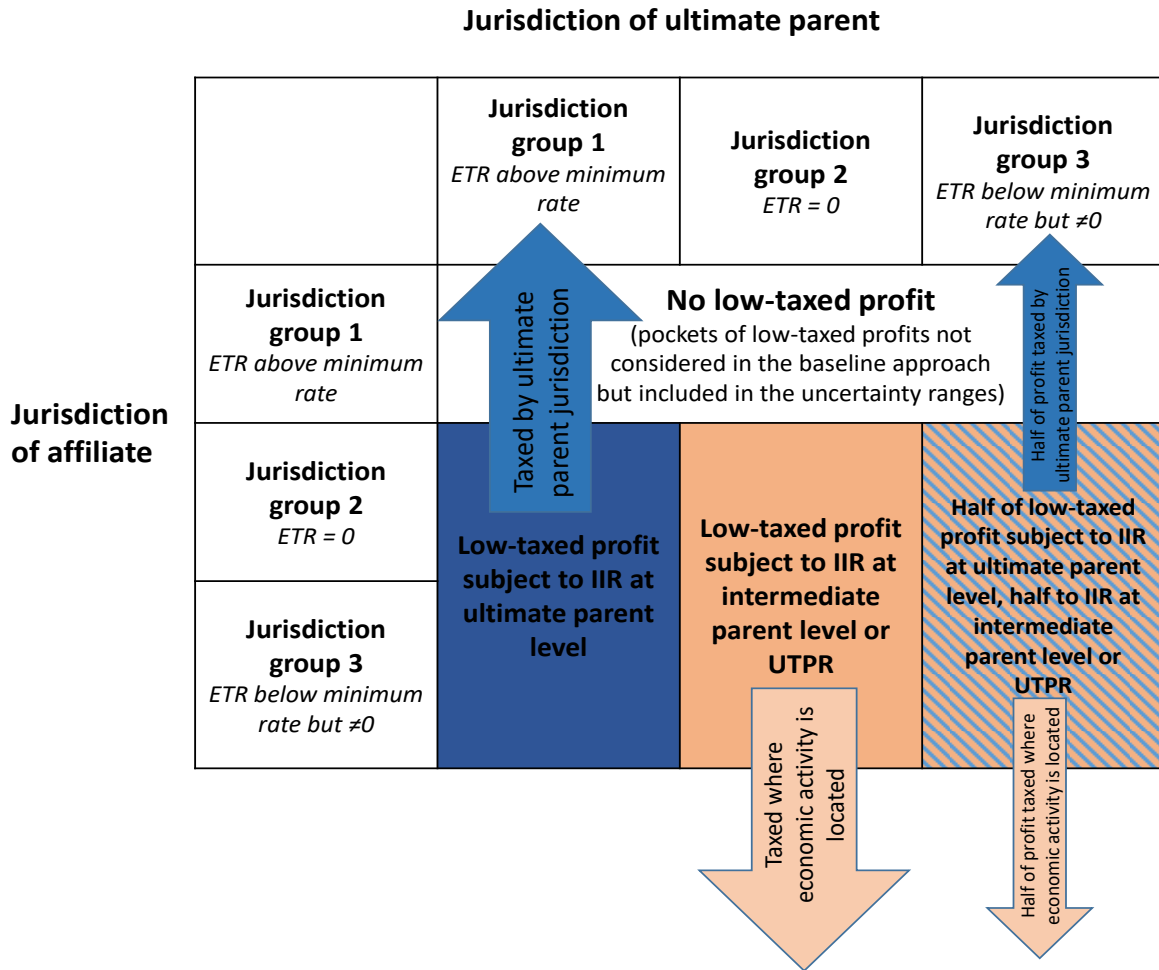 Jurisdiction of ultimate parent
Jurisdiction
group 1
ETR above minimum
rate
Jurisdiction
group 2
ETR = 0
Jurisdiction
group 3
ETR below minimum
rate but ≠0
Jurisdiction
of affiliate
Jurisdiction
group 1
ETR above minimum
rate
No low-taxed profit
(pockets of low-taxed profits not
considered in the baseline approach
but included in the uncertainty ranges)
Taxed by ultimate
parent jurisdiction
Half of profit taxed by
ultimate parent jurisdiction
Jurisdiction
group 2
ETR = 0
Jurisdiction
group 3
ETR below minimum
rate but ≠0
Low-taxed profit
subject to IIR at
ultimate parent
level
Low-taxed profit
subject to IIR at
intermediate
parent level or
UTPR
Half of low-taxed
profit subject to IIR
at ultimate parent
level, half to IIR at
intermediate
parent level or
UTPR
Taxed where
economic activity is
located
Half of profit taxed where
economic activity is located